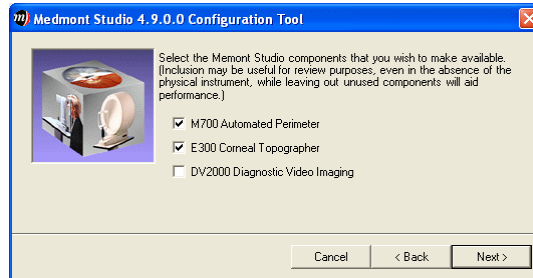 Medmont Studio 4.9.0.0 Configuration Tool
Select the Memont Studio components that you wish to make available.
(Inclusion may be useful for review purposes, even in the absence of the
physical instrument, while leaving out unused components will aid
performance.)
M700 Automated Perimeter
E300 Corneal Topographer
DV2000 Diagnostic Video Imaging
Cancel
< Back
Next >